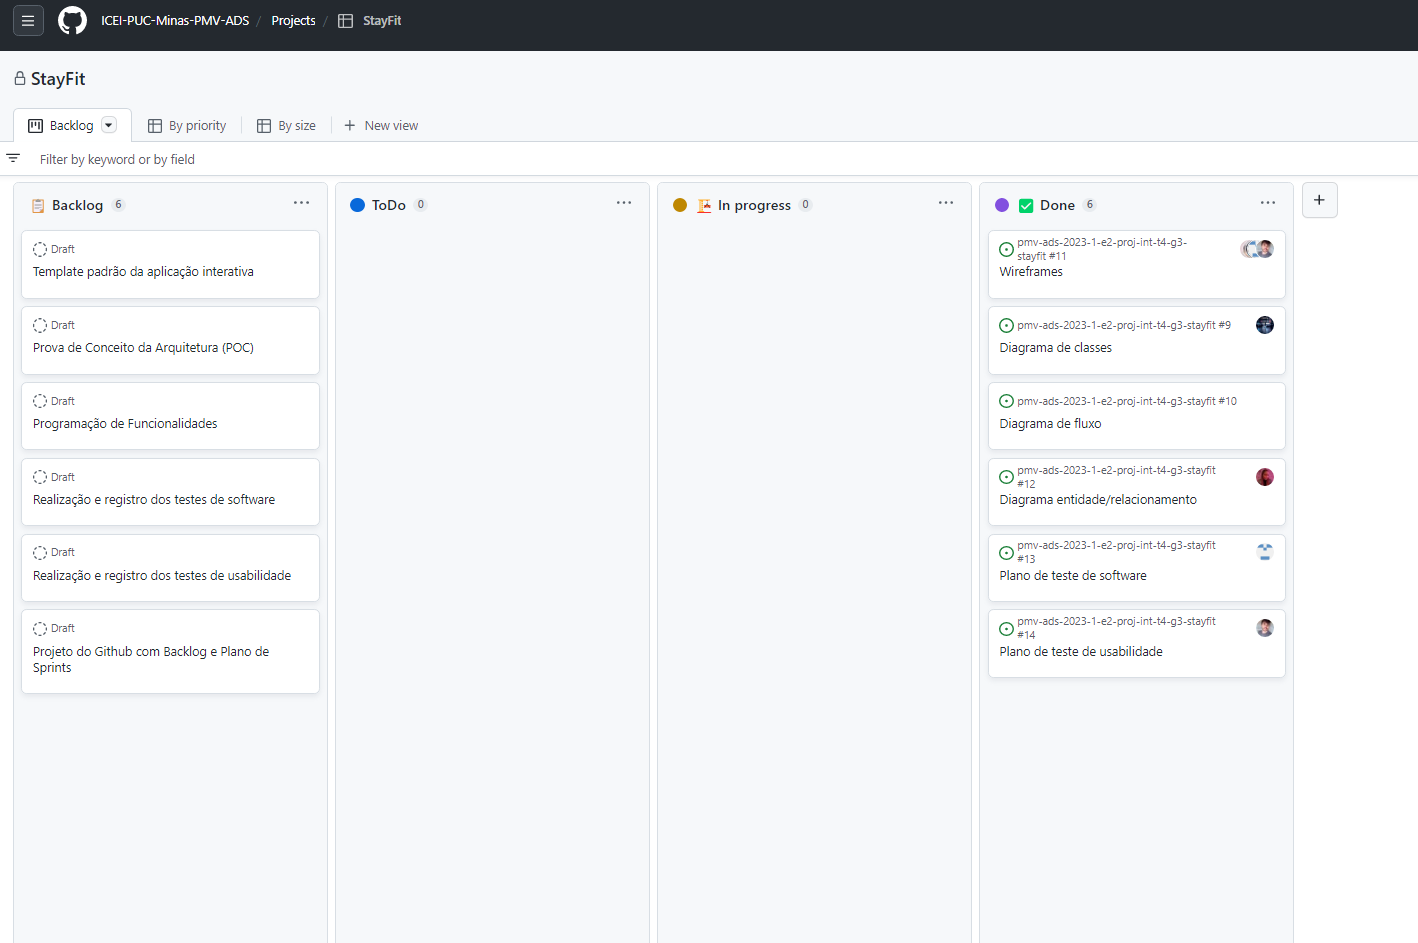 ICEI-PUC-Minas-PMV-ADS / Projects / StayFit
StayFit
Backlog By priority By size New view
Filter by keyword or by field
Backlog 6
Draft
Template padrão da aplicação interativa
Draft
Prova de Conceito da Arquitetura (POC)
Draft
Programação de Funcionalidades
Draft
Realização e registro dos testes de software
Draft
Realização e registro dos testes de usabilidade
Draft
Projeto do Github com Backlog e Plano de
Sprints
ToDo 0
In progress 0
Done 6
pmv-ads-2023-1-e2-proj-int-t4-g3-
stayfit #11
Wireframes
pmv-ads-2023-1-e2-proj-int-t4-g3-stayfit #9
Diagrama de classes
pmv-ads-2023-1-e2-proj-int-t4-g3-stayfit #10
Diagrama de fluxo
pmv-ads-2023-1-e2-proj-int-t4-g3-stayfit
#12
Diagrama entidade/relacionamento
pmv-ads-2023-1-e2-proj-int-t4-g3-stayfit
#13
Plano de teste de software
pmv-ads-2023-1-e2-proj-int-t4-g3-stayfit
#14
Plano de teste de usabilidade